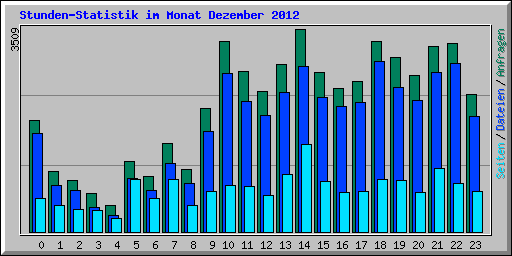 Stunden-Statistik im Monat Dezember 2012
3509
Seiten / Dateien / Anfragen
0 1 2 3 4 5 6 7 8 9 10 11 12 13 14 15 16 17 18 19 20 21 22 23